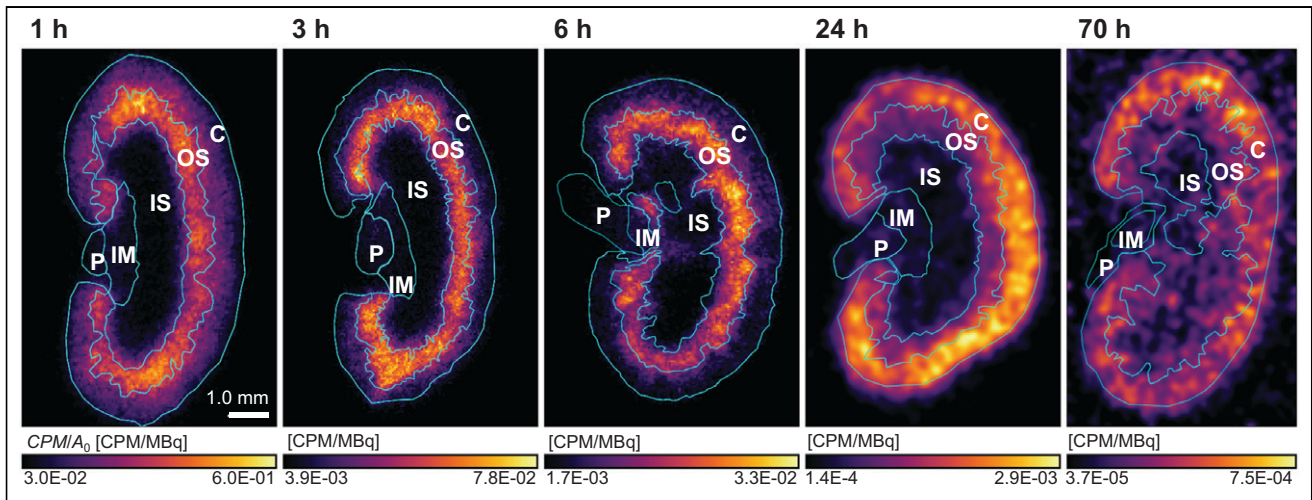 1 h
3 h
6 h
24 h
70 h
C
OS
IS
IM
P
1.0 mm
C
OS
IS
P
IM
P
OS
IS
IM
C
OS
IS
IM
P
C
OS
IS
IM
P
CPM/A0 [CPM/MBq]
[CPM/MBq]
[CPM/MBq]
[CPM/MBq]
[CPM/MBq]
3.0E-02 6.0E-01
3.9E-03 7.8E-02
1.7E-03 3.3E-02
1.4E-4 2.9E-03
3.7E-05 7.5E-04